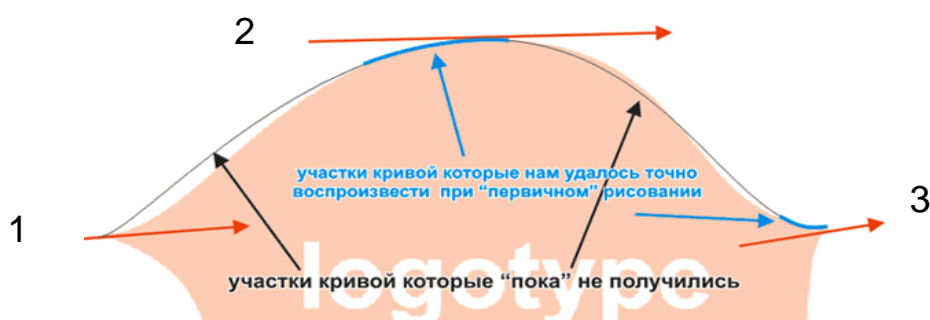 2
участки кривой которые нам удалось точно
воспроизвести при “первичном” рисовании
1
3
logotype
участки кривой которые “пока” не получились